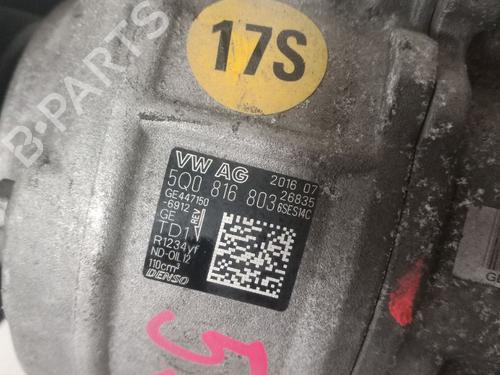 17S
B-PARTS
VW AG 2016 07
5Q0 816 803 26835
GE447150 6SES14C
-6912 REV
GE
TD1
R1234yf
ND-OIL12
110cm³
DENSO